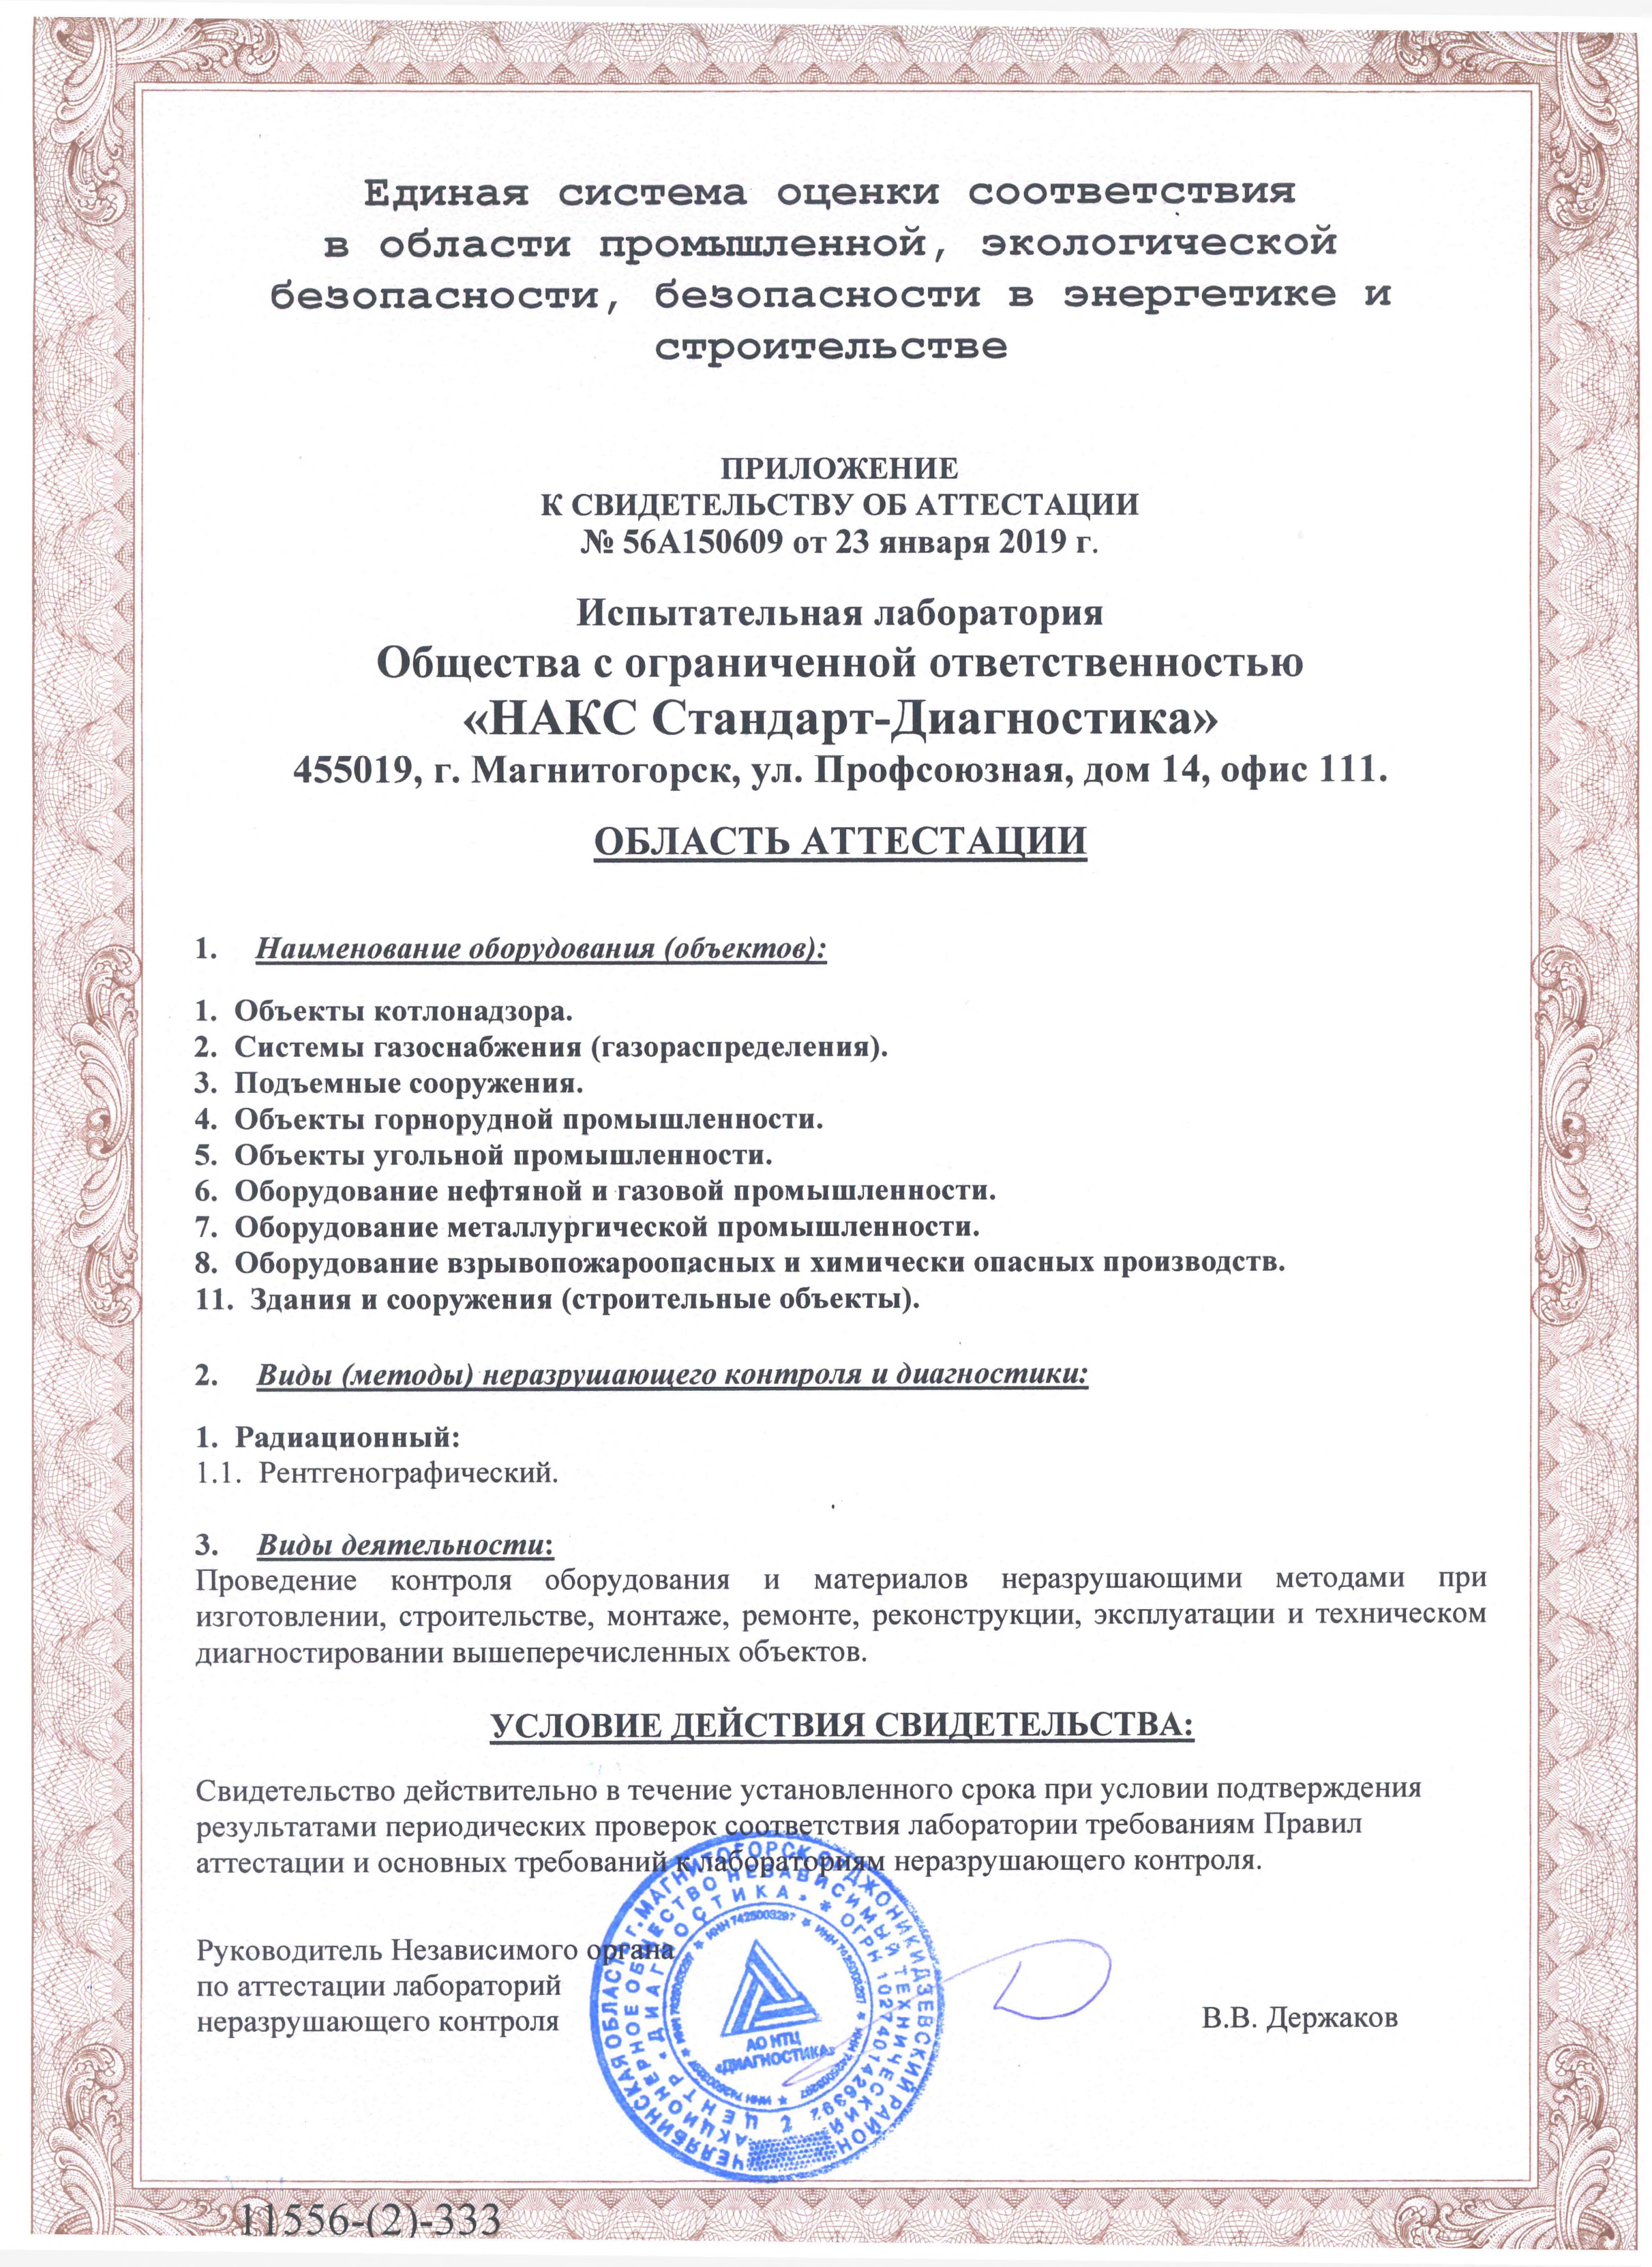 Единая система оценки соответствия
в области промышленной, экологической
безопасности, безопасности в энергетике и
строительстве
ПРИЛОЖЕНИЕ
К СВИДЕТЕЛЬСТВУ ОБ АТТЕСТАЦИИ
№ 56А150609 от 23 января 2019 г.
Испытательная лаборатория
Общества с ограниченной ответственностью
«НАКС Стандарт-Диагностика»
455019, г. Магнитогорск, ул. Профсоюзная, дом 14, офис 111.
ОБЛАСТЬ АТТЕСТАЦИИ
1. Наименование оборудования (объектов):
1. Объекты котлонадзора.
2. Системы газоснабжения (газораспределения).
3. Подъемные сооружения.
4. Объекты горнорудной промышленности.
5. Объекты угольной промышленности.
6. Оборудование нефтяной и газовой промышленности.
7. Оборудование металлургической промышленности.
8. Оборудование взрывопожароопасных и химически опасных производств.
11. Здания и сооружения (строительные объекты).
2. Виды (методы) неразрушающего контроля и диагностики:
1. Радиационный:
1.1. Рентгенографический.
3. Виды деятельности:
Проведение контроля оборудования и материалов неразрушающими методами при
изготовлении, строительстве, монтаже, ремонте, реконструкции, эксплуатации и техническом
диагностировании вышеперечисленных объектов.
УСЛОВИЕ ДЕЙСТВИЯ СВИДЕТЕЛЬСТВА:
Свидетельство действительно в течение установленного срока при условии подтверждения
результатами периодических проверок соответствия лаборатории требованиям Правил
аттестации и основных требований к лабораториям неразрушающего контроля.
Руководитель Независимого органа
по аттестации лабораторий
неразрушающего контроля
В.В. Держаков
ЧЕЛЯБИНСКАЯ ОБЛАСТЬ г.МАГНИТОГОРСК ОРДЖОНИКИДЗЕВСКИЙ РАЙОН
АКЦИОНЕРНОЕ ОБЩЕСТВО НЕЗАВИСИМЫЙ ТЕХНИЧЕСКИЙ
ЦЕНТР «ДИАГНОСТИКА» * ОГРН 1027401426392
ИНН 7425003297 * ИНН 7425003297
АО НТЦ
«ДИАГНОСТИКА»
2
11556-(2)-333